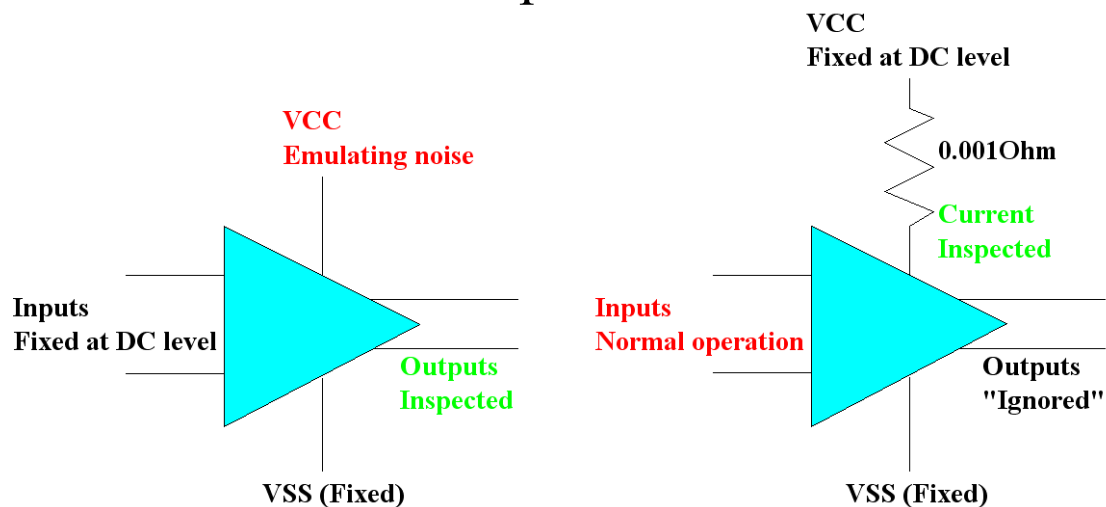 VCC
Emulating noise
Inputs
Fixed at DC level
Outputs
Inspected
VSS (Fixed)
VCC
Fixed at DC level
0.001Ohm
Current
Inspected
Inputs
Normal operation
Outputs
"Ignored"
VSS (Fixed)